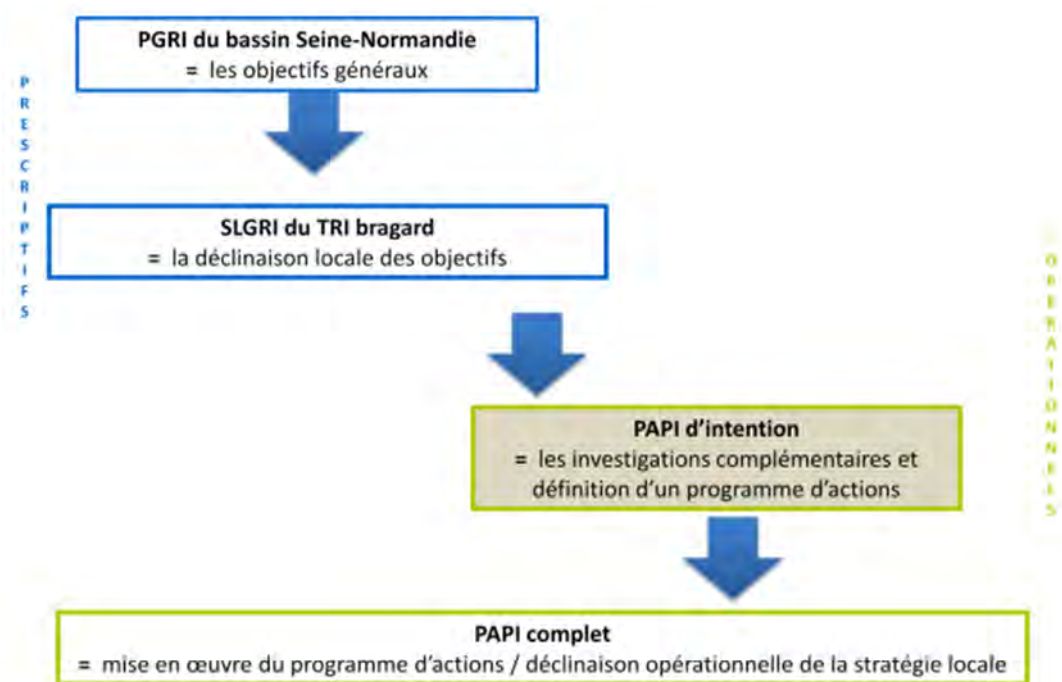 PGRI du bassin Seine-Normandie
= les objectifs généraux
PRESCRIPTIFS
SLGRI du TRI bragard
= la déclinaison locale des objectifs
OPERATIONNELS
PAPI d'intention
= les investigations complémentaires et
définition d'un programme d'actions
PAPI complet
= mise en œuvre du programme d'actions / déclinaison opérationnelle de la stratégie locale